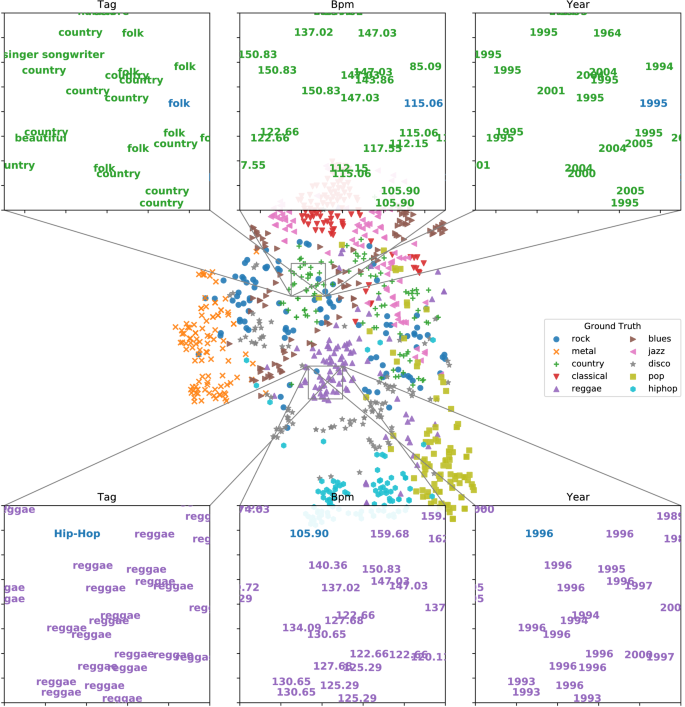 Tag
Bpm
Year
country
folk
137.02
147.03
1995
1964
singer songwriter
150.83
1995
country
folk
folk
150.83
147.03
85.09
1995
2004
1994
country
143.86
1995
country
150.83
2001
country
147.03
1995
folk
115.06
1995
country
folk
122.66
115.06
1995
1995
beautiful
country
122.66
112.15
1995
2005
folk
117.55
2004
untry
folk
7.55
112.15
01
2004
country
115.06
2000
country
105.90
2005
country
105.90
1995
Ground Truth
rock
blues
metal
jazz
country
disco
classical
pop
reggae
hiphop
Tag
Bpm
Year
Hip-Hop
reggae
105.90
159.68
1996
1996
reggae
reggae
140.36
150.83
1996
1995
reggae
147.03
1996
reggae
reggae
137.02
147.03
1996
1997
reggae
122.66
1994
reggae
127.68
1994
reggae
134.09
1996
reggae
130.65
1996
reggae
reggae
122.66
122.66
1996
2000
1997
reggae
reggae
127.68
125.29
1996
1996
reggae
reggae
130.65
125.29
1993
1996
reggae
130.65
1993
reggae
125.29
1993